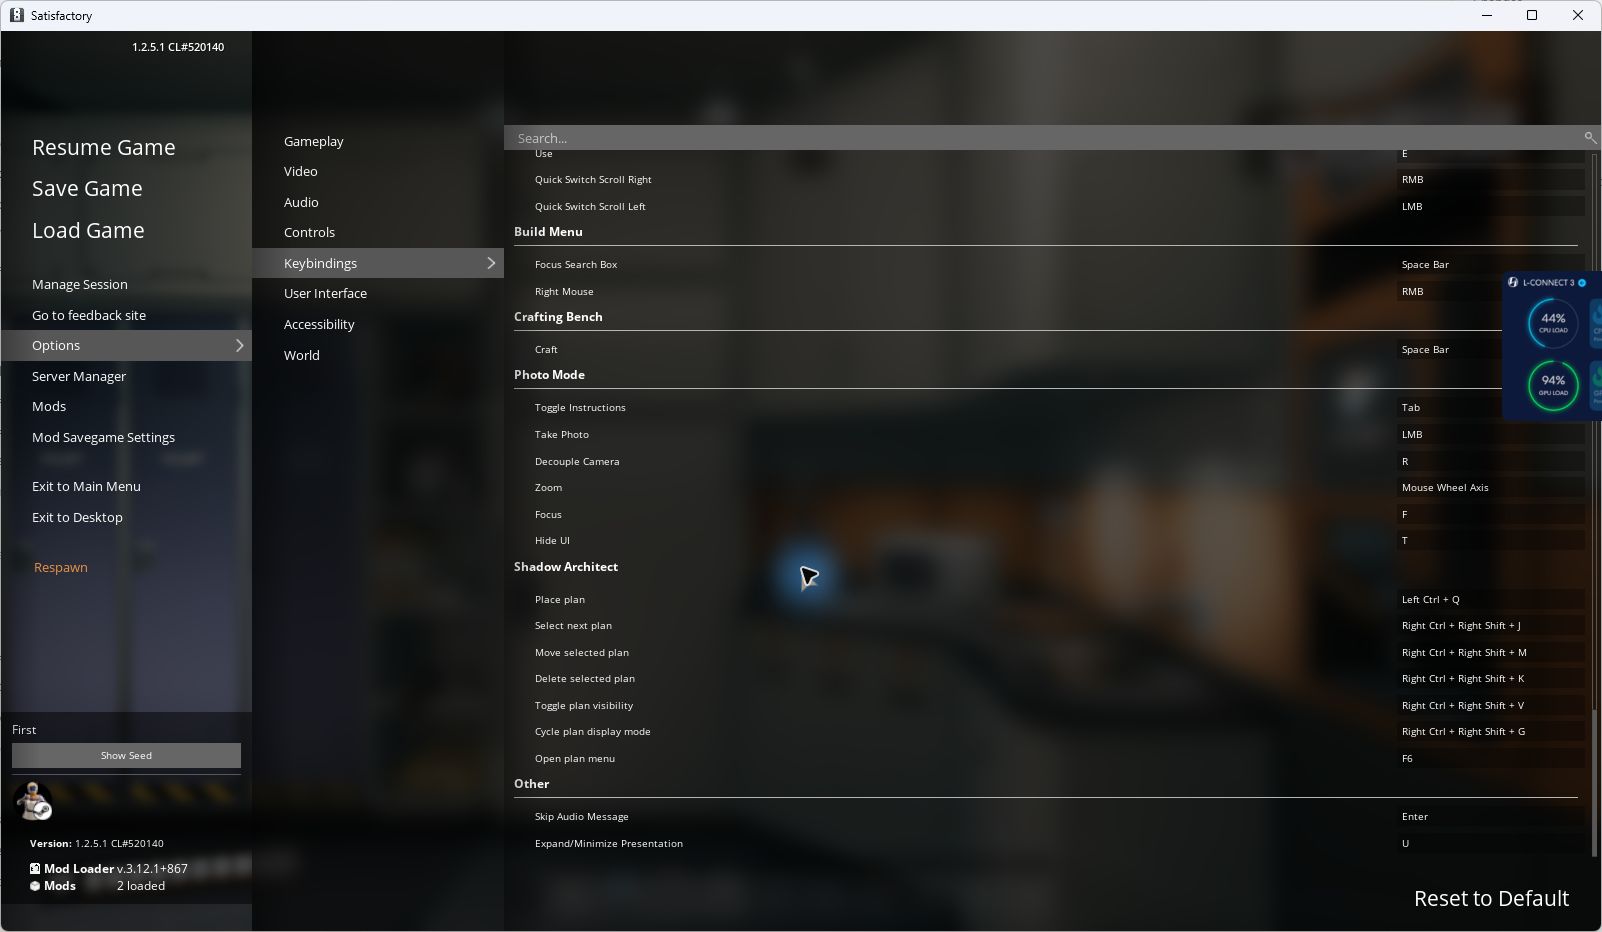 Satisfactory
1.2.5.1 CL#520140
Resume Game
Save Game
Load Game
Manage Session
Go to feedback site
Options
Server Manager
Mods
Mod Savegame Settings
Exit to Main Menu
Exit to Desktop
Respawn
First
Show Seed
Version: 1.2.5.1 CL#520140
Mod Loader v.3.12.1+867
Mods 2 loaded
Gameplay
Video
Audio
Controls
Keybindings
User Interface
Accessibility
World
Search...
Use E
Quick Switch Scroll Right RMB
Quick Switch Scroll Left LMB
Build Menu
Focus Search Box Space Bar
Right Mouse RMB
Crafting Bench
Craft Space Bar
Photo Mode
Toggle Instructions Tab
Take Photo LMB
Decouple Camera R
Zoom Mouse Wheel Axis
Focus F
Hide UI T
Shadow Architect
Place plan Left Ctrl + Q
Select next plan Right Ctrl + Right Shift + J
Move selected plan Right Ctrl + Right Shift + M
Delete selected plan Right Ctrl + Right Shift + K
Toggle plan visibility Right Ctrl + Right Shift + V
Cycle plan display mode Right Ctrl + Right Shift + G
Open plan menu F6
Other
Skip Audio Message Enter
Expand/Minimize Presentation U
Reset to Default
L-CONNECT 3
44%
CPU LOAD
94%
GPU LOAD